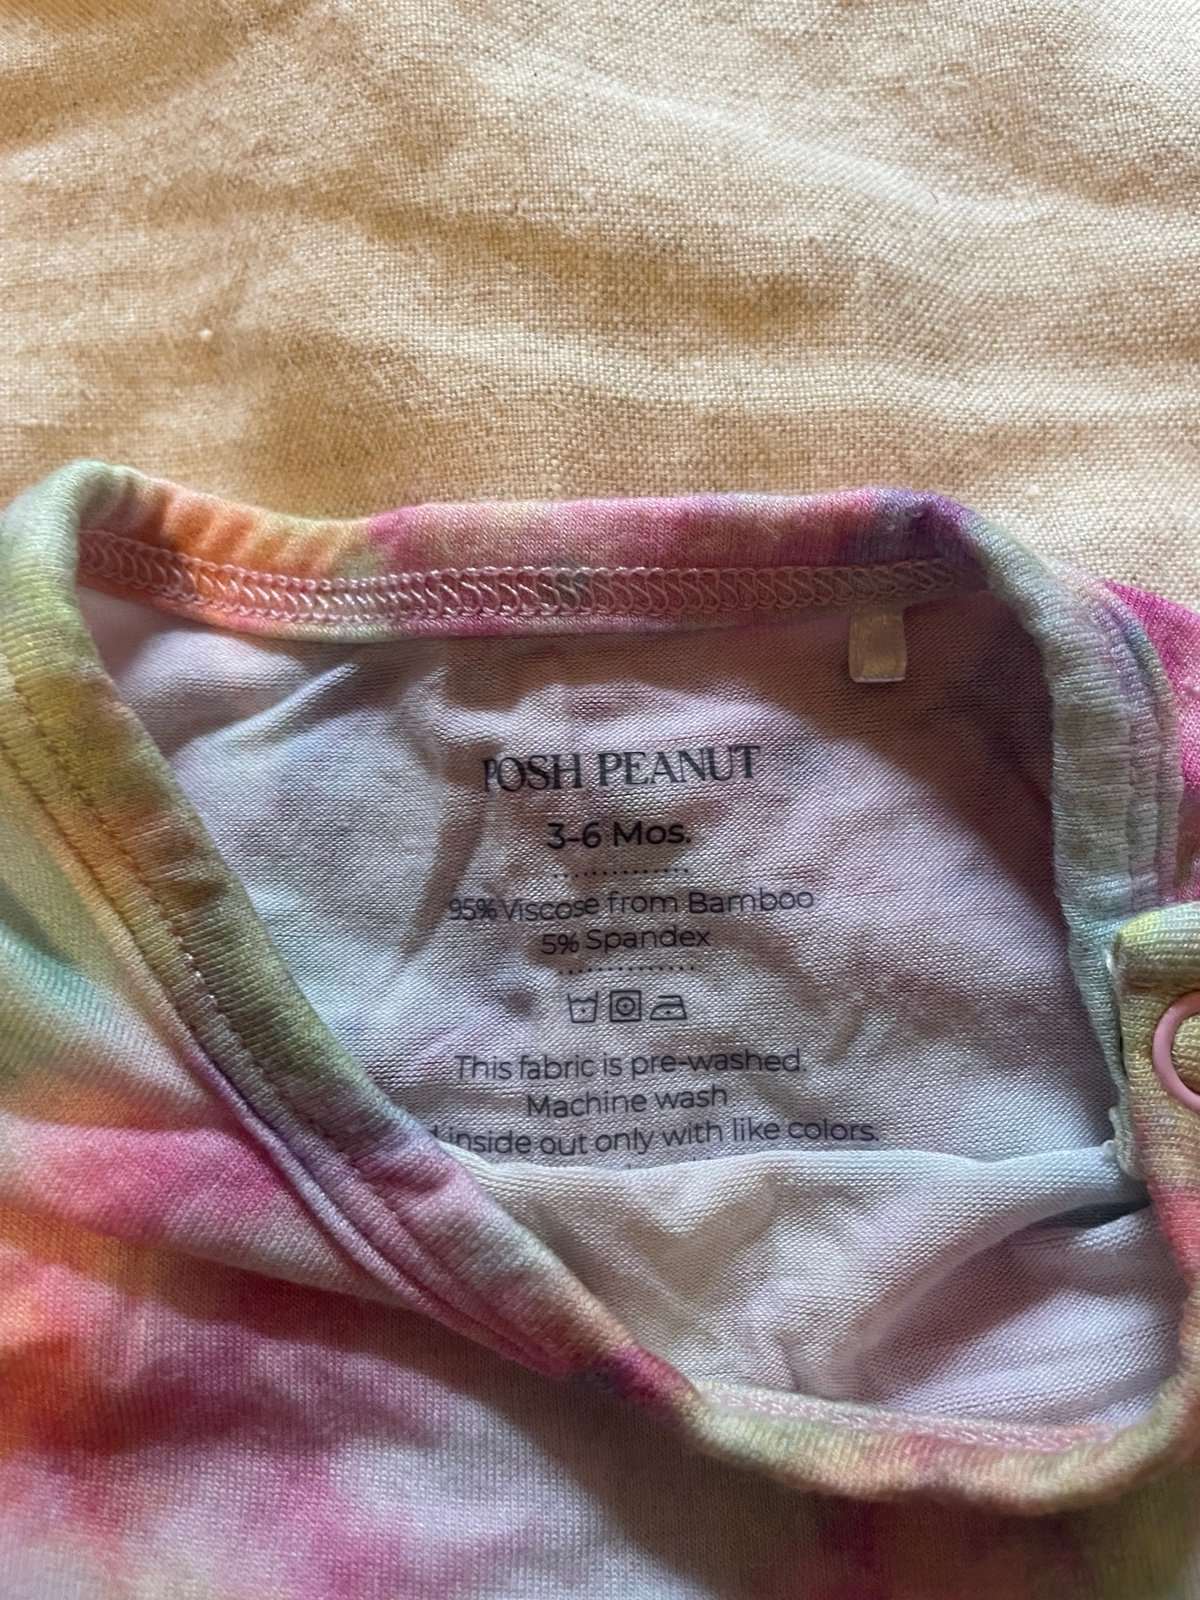 POSH PEANUT
3-6 Mos.
95% Viscose from Bamboo
5% Spandex
This fabric is pre-washed.
Machine wash
inside out only with like colors.